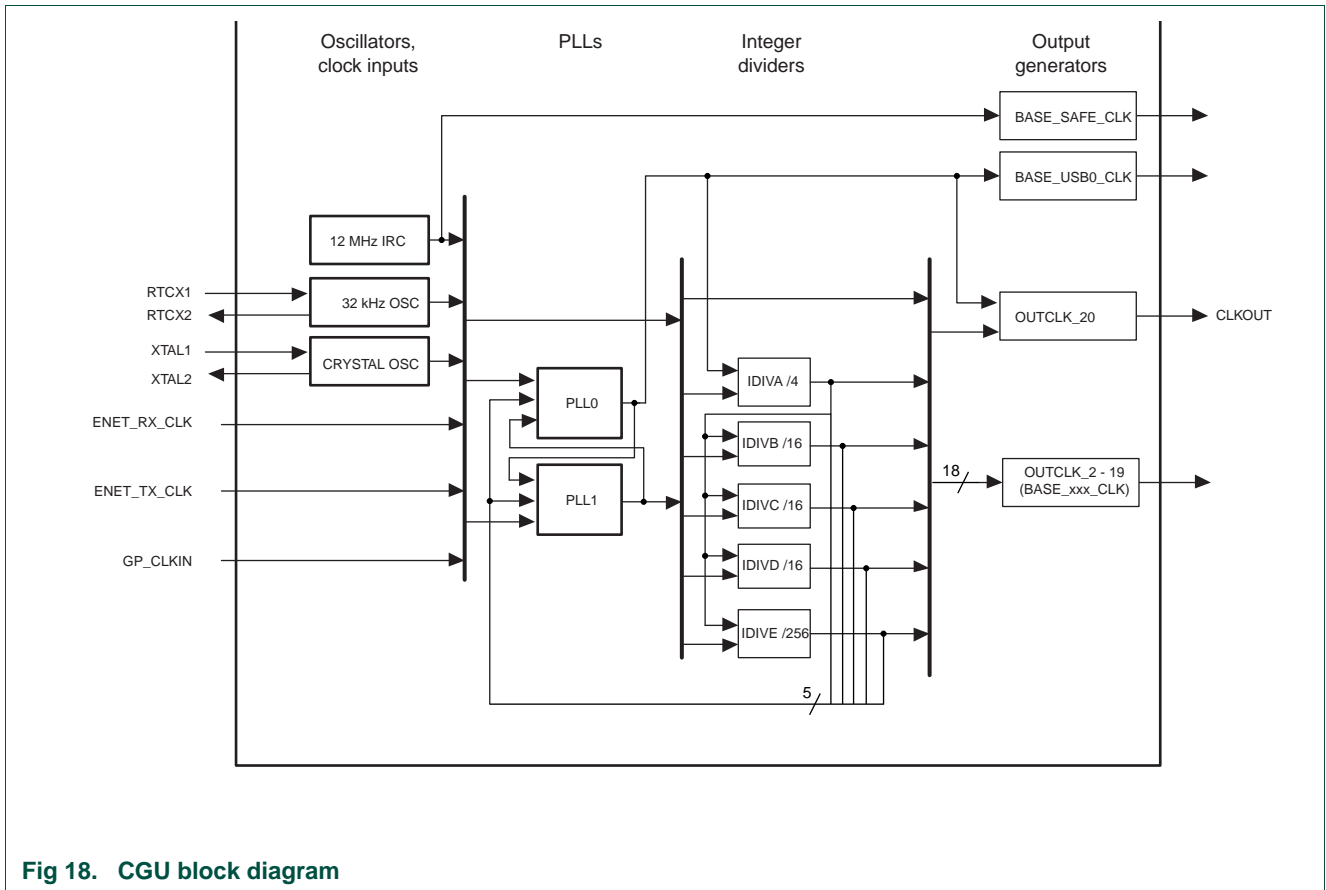 Oscillators,
clock inputs
PLLs
Integer
dividers
Output
generators
BASE_SAFE_CLK
BASE_USB0_CLK
12 MHz IRC
RTCX1
RTCX2
32 kHz OSC
OUTCLK_20
CLKOUT
XTAL1
XTAL2
CRYSTAL OSC
PLL0
IDIVA /4
ENET_RX_CLK
IDIVB /16
PLL1
ENET_TX_CLK
IDIVC /16
18
OUTCLK_2 - 19
(BASE_xxx_CLK)
GP_CLKIN
IDIVD /16
IDIVE /256
5
Fig 18. CGU block diagram